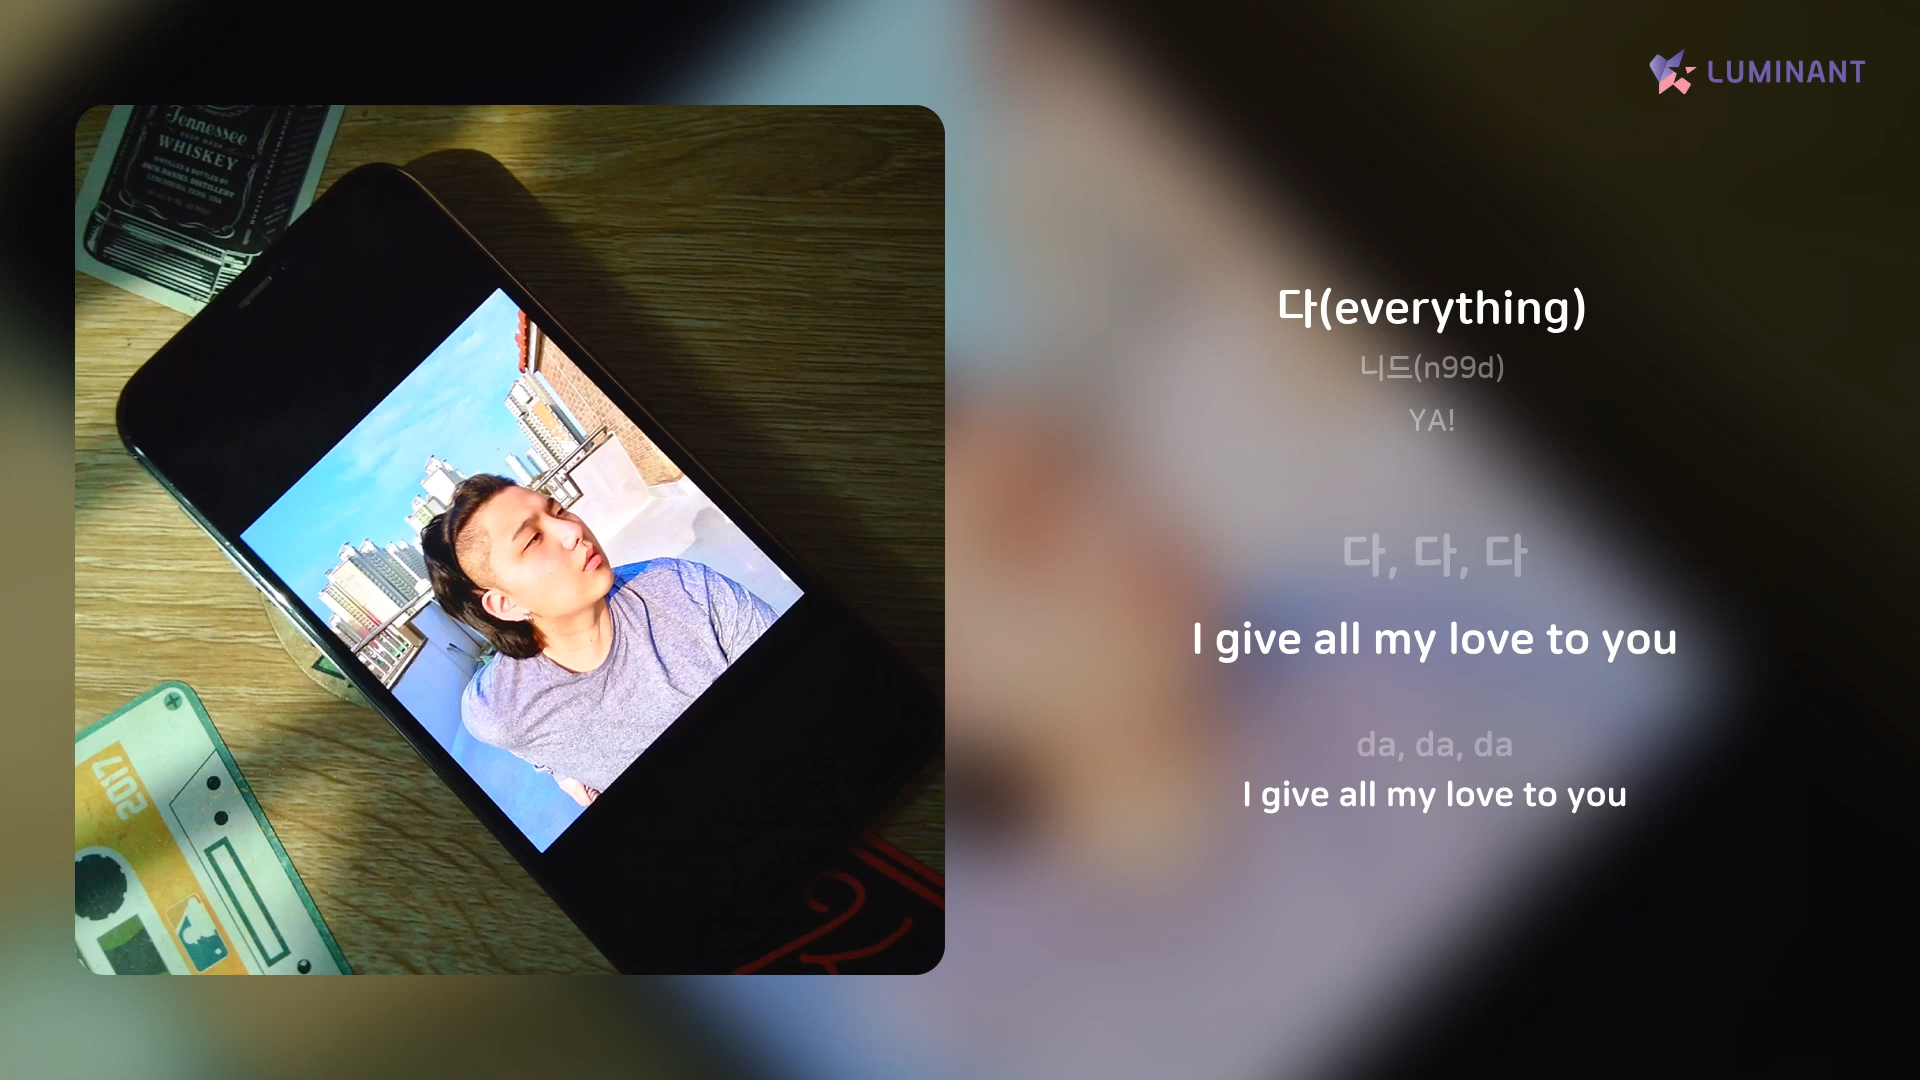 LUMINANT
Tennessee
WHISKEY
2017
다(everything)
니드(n99d)
YA!
다, 다, 다
I give all my love to you
da, da, da
I give all my love to you